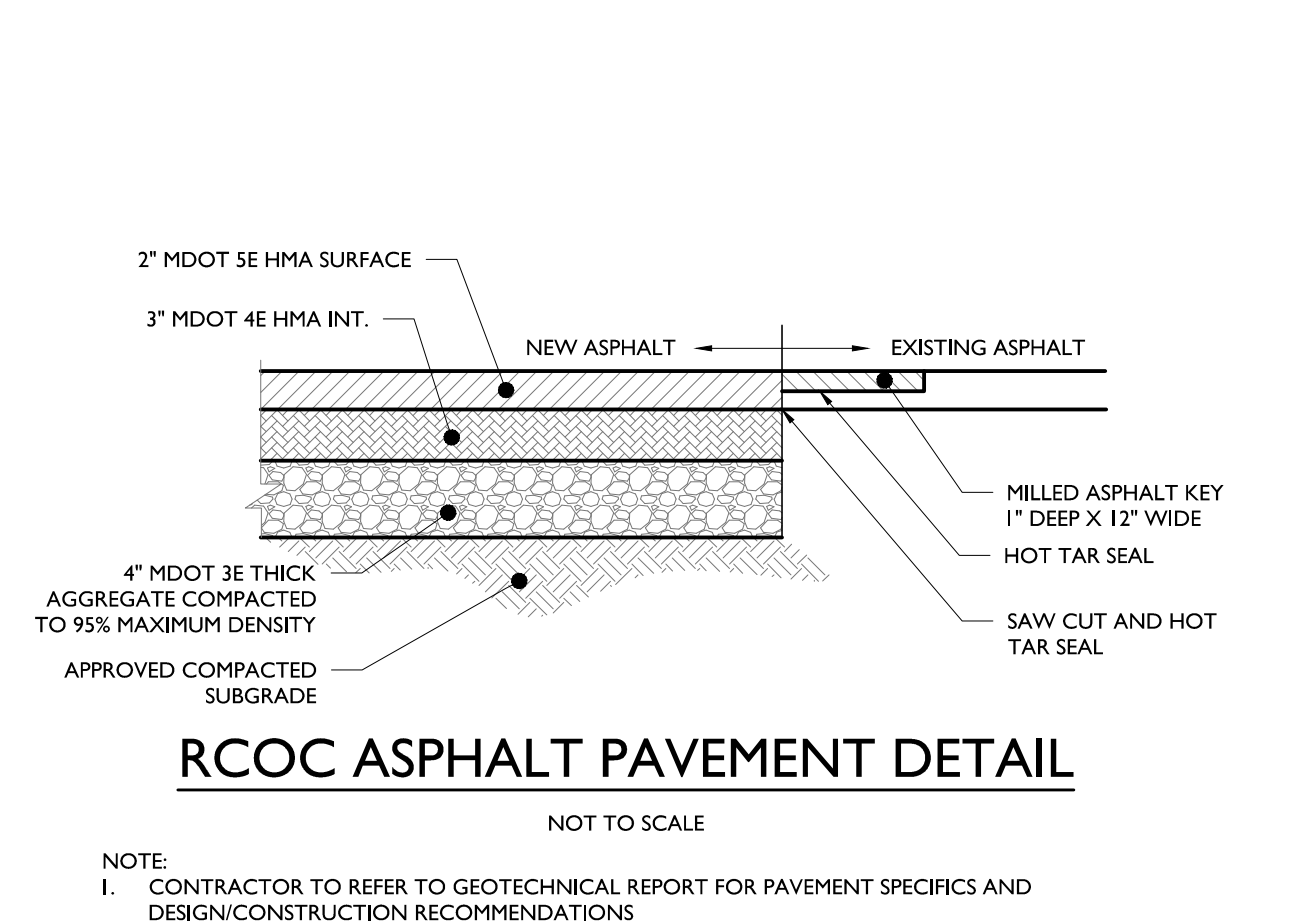 2" MDOT 5E HMA SURFACE
3" MDOT 4E HMA INT.
NEW ASPHALT
EXISTING ASPHALT
MILLED ASPHALT KEY
1" DEEP X 12" WIDE
HOT TAR SEAL
4" MDOT 3E THICK
AGGREGATE COMPACTED
TO 95% MAXIMUM DENSITY
SAW CUT AND HOT
TAR SEAL
APPROVED COMPACTED
SUBGRADE
RCOC ASPHALT PAVEMENT DETAIL
NOT TO SCALE
NOTE:
1. CONTRACTOR TO REFER TO GEOTECHNICAL REPORT FOR PAVEMENT SPECIFICS AND
DESIGN/CONSTRUCTION RECOMMENDATIONS